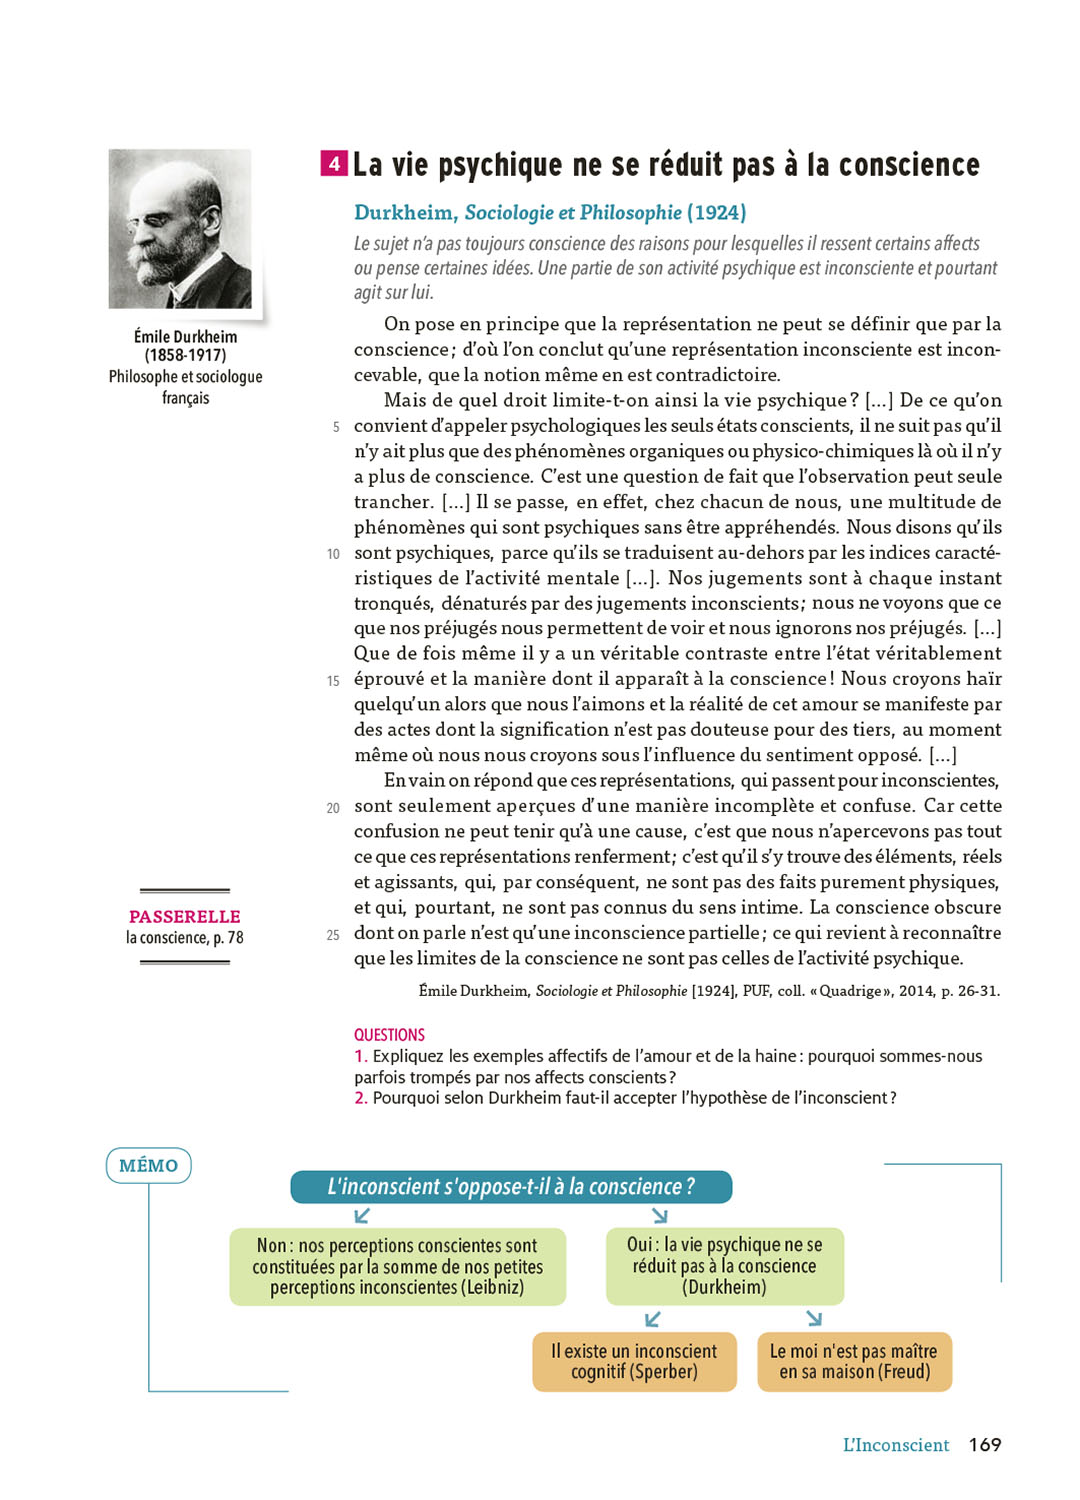 4 La vie psychique ne se réduit pas à la conscience
Durkheim, Sociologie et Philosophie (1924)
Le sujet n'a pas toujours conscience des raisons pour lesquelles il ressent certains affects
ou pense certaines idées. Une partie de son activité psychique est inconsciente et pourtant
agit sur lui.
Émile Durkheim
(1858-1917)
Philosophe et sociologue
français
On pose en principe que la représentation ne peut se définir que par la
conscience ; d'où l'on conclut qu'une représentation inconsciente est incon-
cevable, que la notion même en est contradictoire.
Mais de quel droit limite-t-on ainsi la vie psychique ? [...] De ce qu'on
5 convient d'appeler psychologiques les seuls états conscients, il ne suit pas qu'il
n'y ait plus que des phénomènes organiques ou physico-chimiques là où il n'y
a plus de conscience. C'est une question de fait que l'observation peut seule
trancher. [...] Il se passe, en effet, chez chacun de nous, une multitude de
phénomènes qui sont psychiques sans être appréhendés. Nous disons qu'ils
10 sont psychiques, parce qu'ils se traduisent au-dehors par les indices caracté-
ristiques de l'activité mentale [...]. Nos jugements sont à chaque instant
tronqués, dénaturés par des jugements inconscients ; nous ne voyons que ce
que nos préjugés nous permettent de voir et nous ignorons nos préjugés. [...]
Que de fois même il y a un véritable contraste entre l'état véritablement
15 éprouvé et la manière dont il apparaît à la conscience ! Nous croyons haïr
quelqu'un alors que nous l'aimons et la réalité de cet amour se manifeste par
des actes dont la signification n'est pas douteuse pour des tiers, au moment
même où nous nous croyons sous l'influence du sentiment opposé. [...]
En vain on répond que ces représentations, qui passent pour inconscientes,
20 sont seulement aperçues d'une manière incomplète et confuse. Car cette
confusion ne peut tenir qu'à une cause, c'est que nous n'apercevons pas tout
ce que ces représentations renferment ; c'est qu'il s'y trouve des éléments, réels
et agissants, qui, par conséquent, ne sont pas des faits purement physiques,
et qui, pourtant, ne sont pas connus du sens intime. La conscience obscure
25 dont on parle n'est qu'une inconscience partielle ; ce qui revient à reconnaître
que les limites de la conscience ne sont pas celles de l'activité psychique.
Émile Durkheim, Sociologie et Philosophie [1924], PUF, coll. « Quadrige », 2014, p. 26-31.
PASSERELLE
la conscience, p. 78
QUESTIONS
1. Expliquez les exemples affectifs de l'amour et de la haine : pourquoi sommes-nous
parfois trompés par nos affects conscients ?
2. Pourquoi selon Durkheim faut-il accepter l'hypothèse de l'inconscient ?
MÉMO
L'inconscient s'oppose-t-il à la conscience ?
Non : nos perceptions conscientes sont
constituées par la somme de nos petites
perceptions inconscientes (Leibniz)
Oui : la vie psychique ne se
réduit pas à la conscience
(Durkheim)
Il existe un inconscient
cognitif (Sperber)
Le moi n'est pas maître
en sa maison (Freud)
L'Inconscient 169